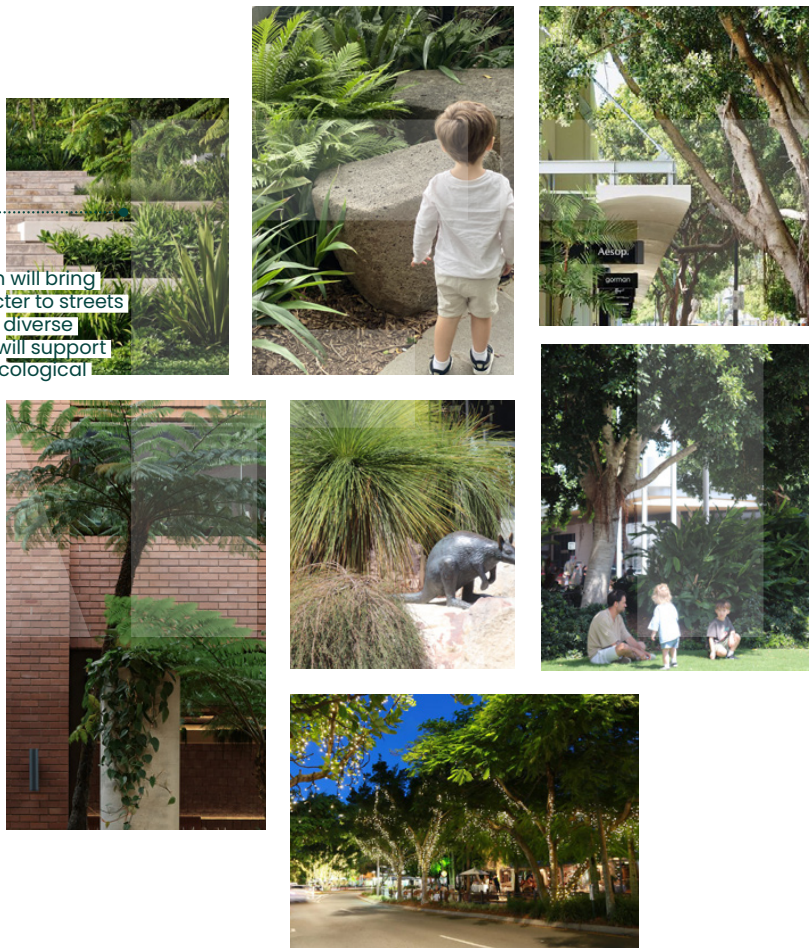 n will bring
cter to streets
diverse
will support
cological
Aesop.
gorman